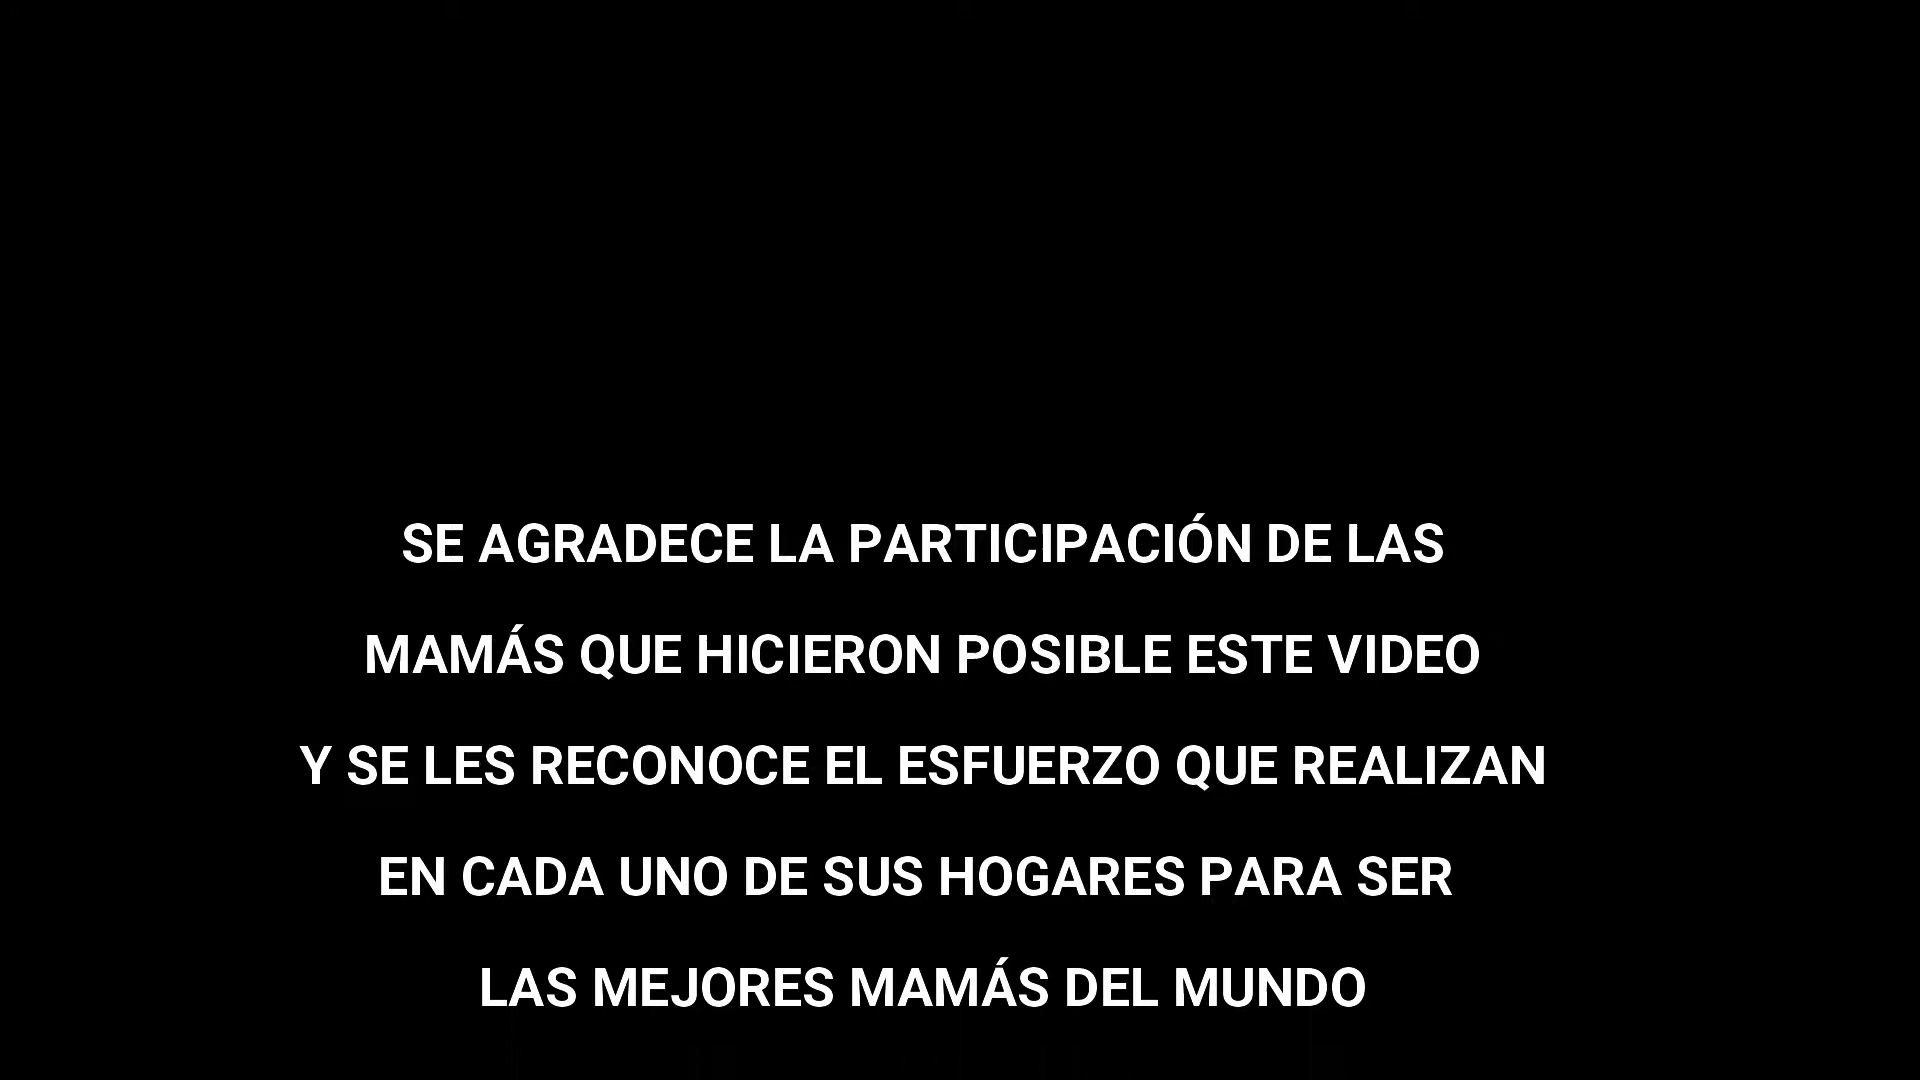 SE AGRADECE LA PARTICIPACIÓN DE LAS
MAMÁS QUE HICIERON POSIBLE ESTE VIDEO
Y SE LES RECONOCE EL ESFUERZO QUE REALIZAN
EN CADA UNO DE SUS HOGARES PARA SER
LAS MEJORES MAMÁS DEL MUNDO